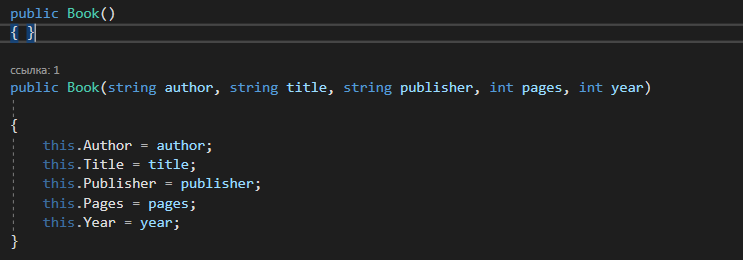 public Book()
{ }
ссылка: 1
public Book(string author, string title, string publisher, int pages, int year)
{
this.Author = author;
this.Title = title;
this.Publisher = publisher;
this.Pages = pages;
this.Year = year;
}